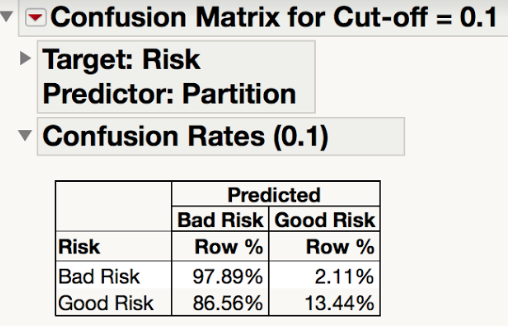 Confusion Matrix for Cut-off = 0.1
Target: Risk
Predictor: Partition
Confusion Rates (0.1)
Predicted
Bad Risk Good Risk
Risk Row % Row %
Bad Risk 97.89% 2.11%
Good Risk 86.56% 13.44%